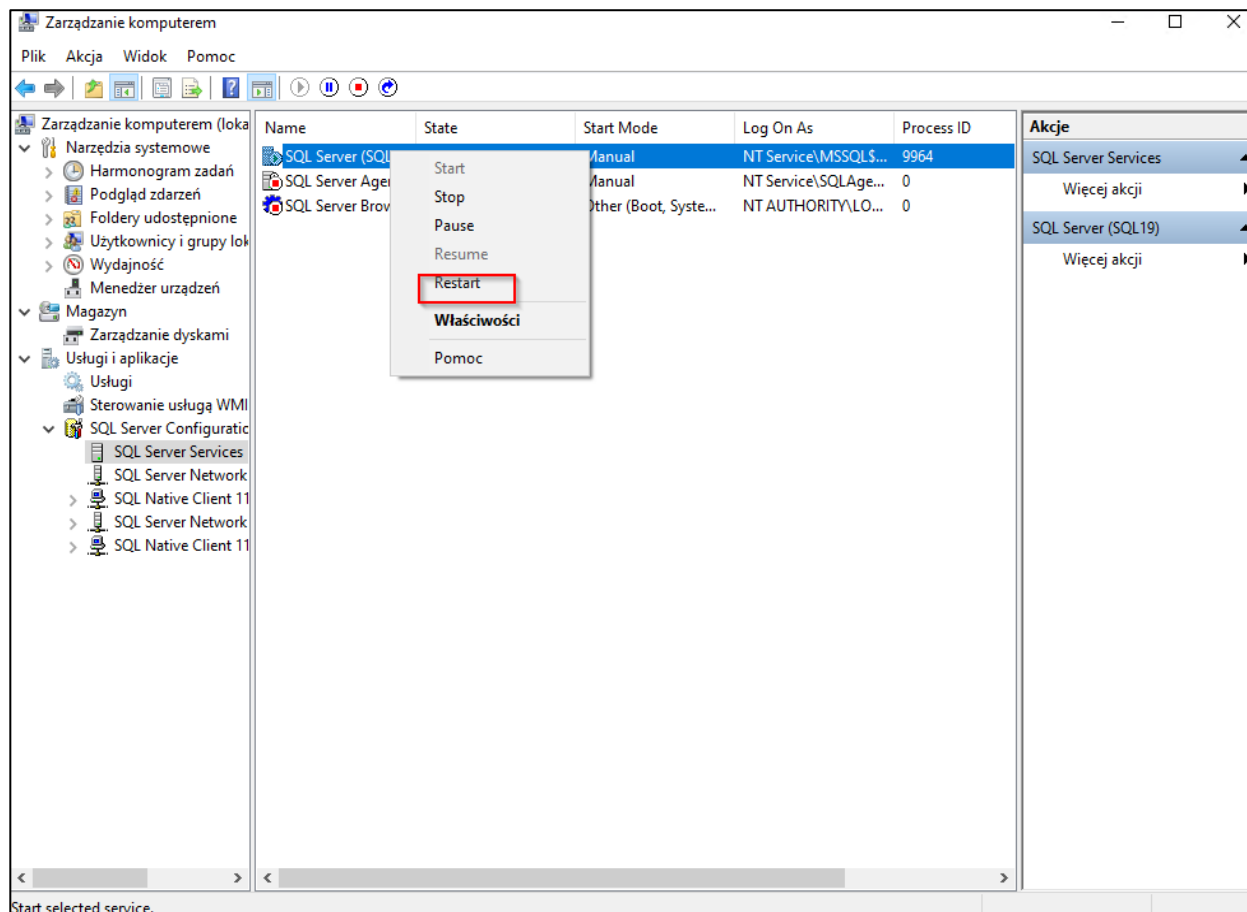 Zarządzanie komputerem
Plik Akcja Widok Pomoc
Zarządzanie komputerem (loka
Narzędzia systemowe
Harmonogram zadań
Podgląd zdarzeń
Foldery udostępnione
Użytkownicy i grupy lok
Wydajność
Menedżer urządzeń
Magazyn
Zarządzanie dyskami
Usługi i aplikacje
Usługi
Sterowanie usługą WMI
SQL Server Configuratic
SQL Server Services
SQL Server Network
SQL Native Client 11
SQL Server Network
SQL Native Client 11
Name State Start Mode Log On As Process ID
SQL Server (SQL Manual NT Service\MSSQL$... 9964
SQL Server Ager Manual NT Service\SQLAge... 0
SQL Server Brow Other (Boot, Syste... NT AUTHORITY\LO... 0
Start
Stop
Pause
Resume
Restart
Właściwości
Pomoc
Akcje
SQL Server Services
Więcej akcji
SQL Server (SQL19)
Więcej akcji
Start selected service.